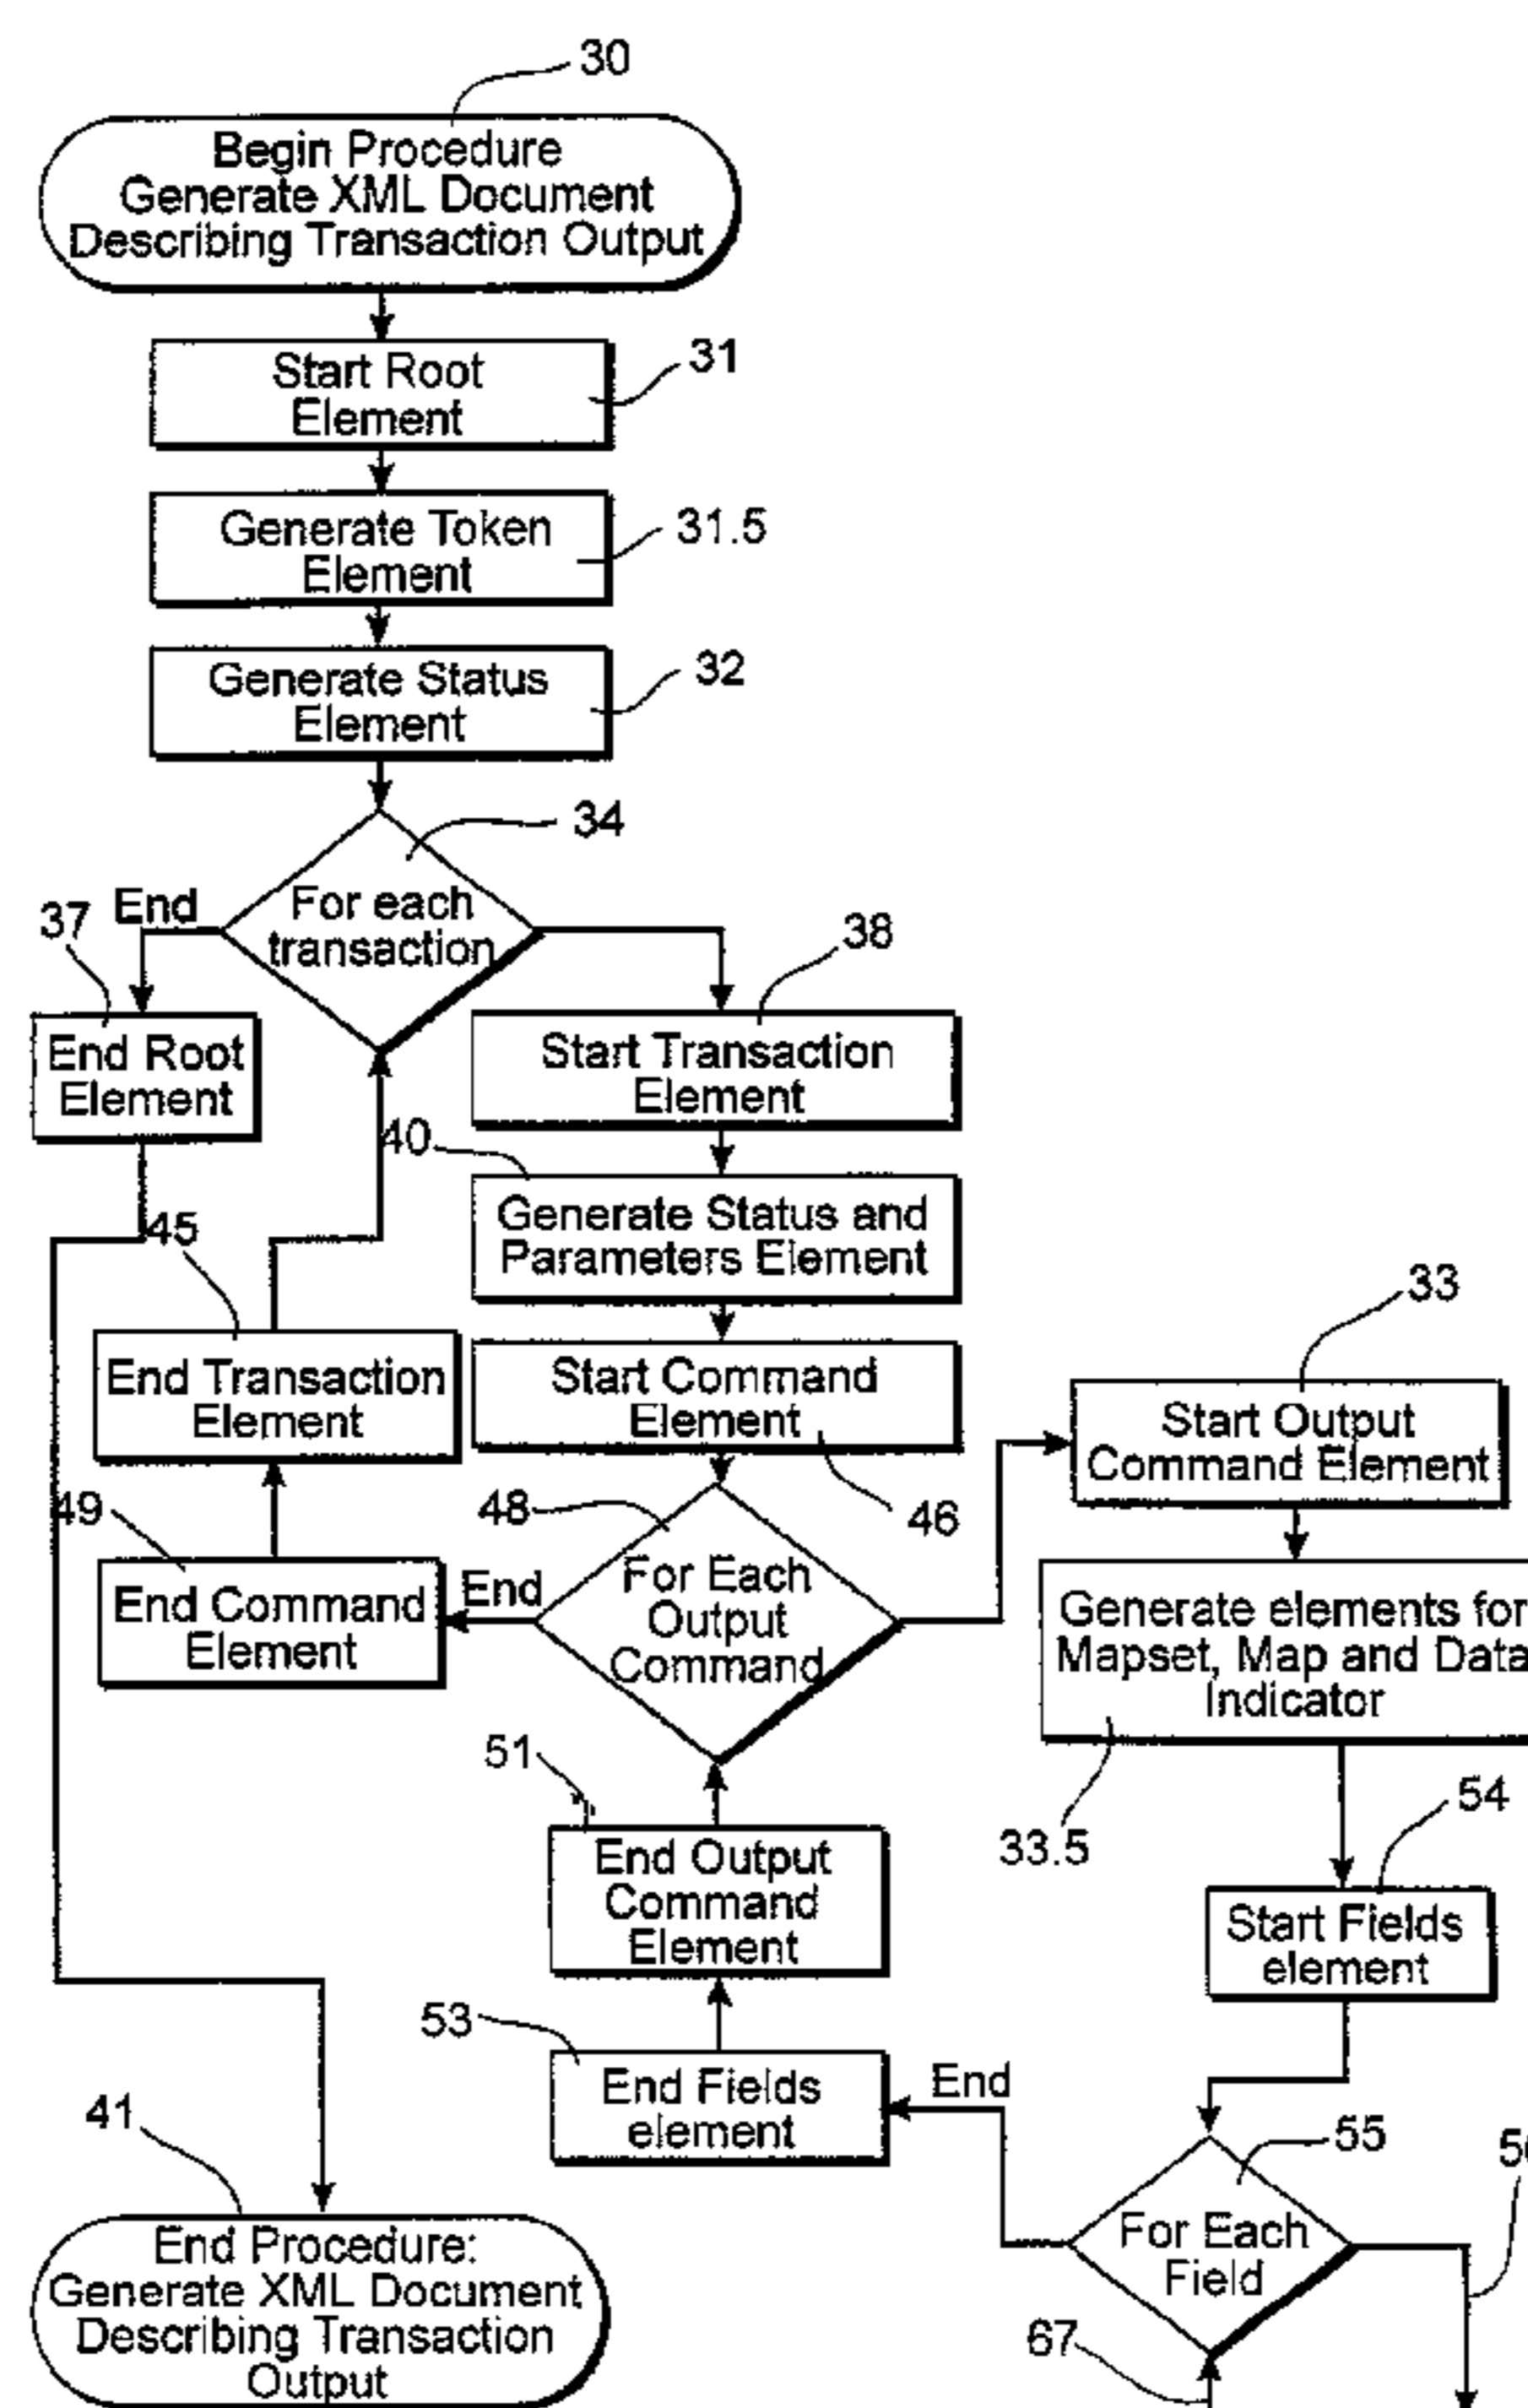 30
Begin Procedure
Generate XML Document
Describing Transaction Output
31
Start Root
Element
31.5
Generate Token
Element
32
Generate Status
Element
34
For each
transaction
End
37
End Root
Element
38
Start Transaction
Element
40
Generate Status and
Parameters Element
45
End Transaction
Element
Start Command
Element
46
33
Start Output
Command Element
48
For Each
Output
Command
49
End
End Command
Element
Generate elements for
Mapset, Map and Data
Indicator
33.5
51
End Output
Command
Element
54
Start Fields
element
53
End Fields
element
End
55
For Each
Field
67
41
End Procedure:
Generate XML Document
Describing Transaction
Output